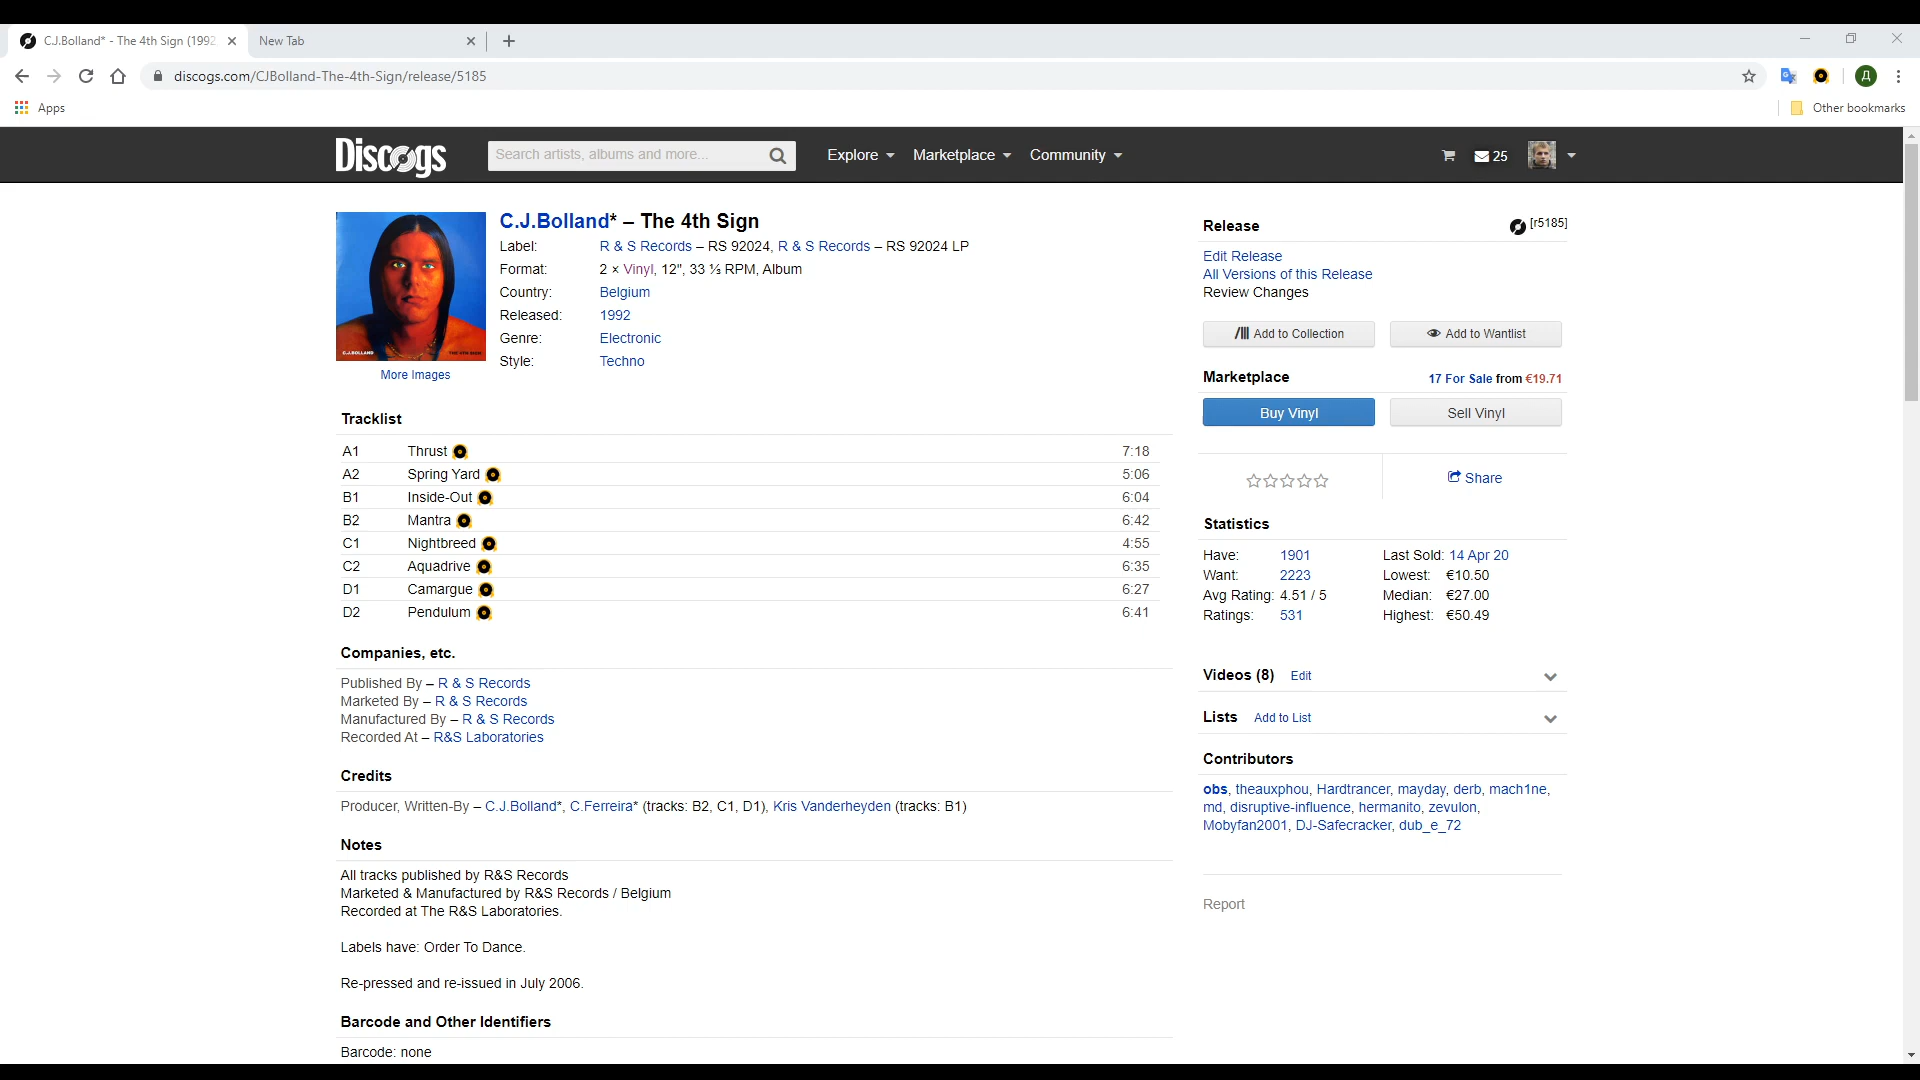 C.J.Bolland* - The 4th Sign (1992
New Tab
discogs.com/CJBolland-The-4th-Sign/release/5185
Д
Apps
Other bookmarks
Discogs
Search artists, albums and more...
Explore
Marketplace
Community
25
C.J.Bolland* – The 4th Sign
Label: R & S Records – RS 92024, R & S Records – RS 92024 LP
Format: 2 × Vinyl, 12", 33 ⅓ RPM, Album
Country: Belgium
Released: 1992
Genre: Electronic
Style: Techno
C.J.BOLLAND THE 4TH SIGN
More Images
Tracklist
A1 Thrust 7:18
A2 Spring Yard 5:06
B1 Inside-Out 6:04
B2 Mantra 6:42
C1 Nightbreed 4:55
C2 Aquadrive 6:35
D1 Camargue 6:27
D2 Pendulum 6:41
Companies, etc.
Published By – R & S Records
Marketed By – R & S Records
Manufactured By – R & S Records
Recorded At – R&S Laboratories
Credits
Producer, Written-By – C.J.Bolland*, C.Ferreira* (tracks: B2, C1, D1), Kris Vanderheyden (tracks: B1)
Notes
All tracks published by R&S Records
Marketed & Manufactured by R&S Records / Belgium
Recorded at The R&S Laboratories.
Labels have: Order To Dance.
Re-pressed and re-issued in July 2006.
Barcode and Other Identifiers
Barcode: none
Release
[r5185]
Edit Release
All Versions of this Release
Review Changes
Add to Collection
Add to Wantlist
Marketplace
17 For Sale from €19.71
Buy Vinyl
Sell Vinyl
Share
Statistics
Have: 1901
Want: 2223
Avg Rating: 4.51 / 5
Ratings: 531
Last Sold: 14 Apr 20
Lowest: €10.50
Median: €27.00
Highest: €50.49
Videos (8) Edit
Lists Add to List
Contributors
obs, theauxphou, Hardtrancer, mayday, derb, mach1ne,
md, disruptive-influence, hermanito, zevulon,
Mobyfan2001, DJ-Safecracker, dub_e_72
Report